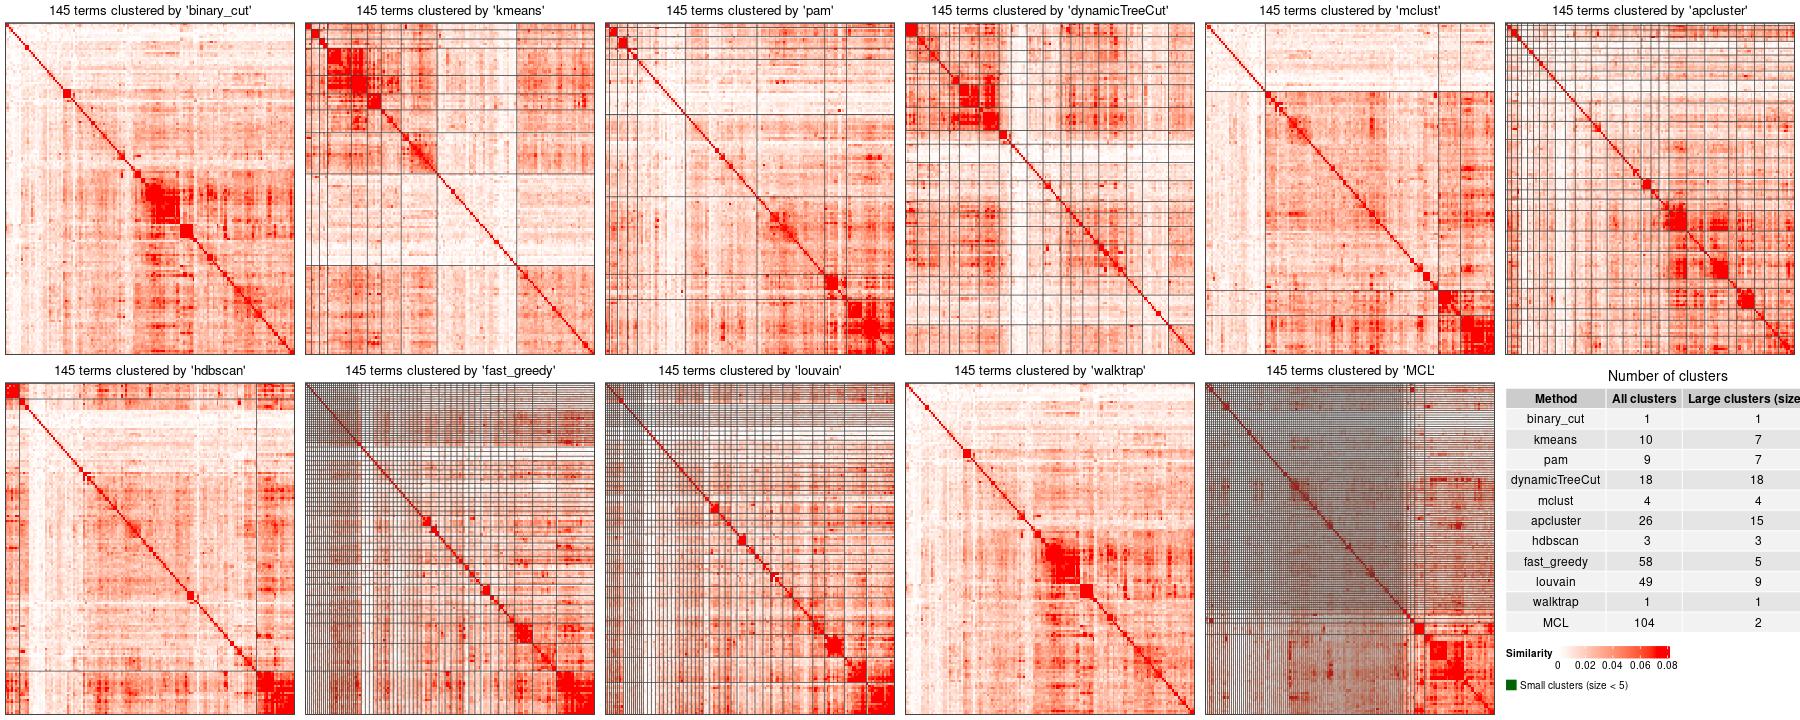 145 terms clustered by 'binary_cut'
145 terms clustered by 'kmeans'
145 terms clustered by 'pam'
145 terms clustered by 'dynamicTreeCut'
145 terms clustered by 'mclust'
145 terms clustered by 'apcluster'
145 terms clustered by 'hdbscan'
145 terms clustered by 'fast_greedy'
145 terms clustered by 'louvain'
145 terms clustered by 'walktrap'
145 terms clustered by 'MCL'
Number of clusters
Method All clusters Large clusters (size
binary_cut 1 1
kmeans 10 7
pam 9 7
dynamicTreeCut 18 18
mclust 4 4
apcluster 26 15
hdbscan 3 3
fast_greedy 58 5
louvain 49 9
walktrap 1 1
MCL 104 2
Similarity
0 0.02 0.04 0.06 0.08
Small clusters (size < 5)